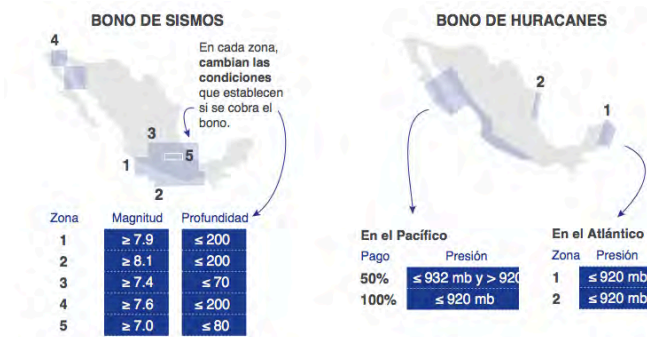 BONO DE SISMOS
4
En cada zona,
cambian las
condiciones
que establecen
si se cobra el
bono.
3
5
1
2
Zona Magnitud Profundidad
1 ≥ 7.9 ≤ 200
2 ≥ 8.1 ≤ 200
3 ≥ 7.4 ≤ 70
4 ≥ 7.6 ≤ 200
5 ≥ 7.0 ≤ 80
BONO DE HURACANES
2
1
En el Pacífico
Pago Presión
50% ≤ 932 mb y > 920
100% ≤ 920 mb
En el Atlántico
Zona Presión
1 ≤ 920 mb
2 ≤ 920 mb